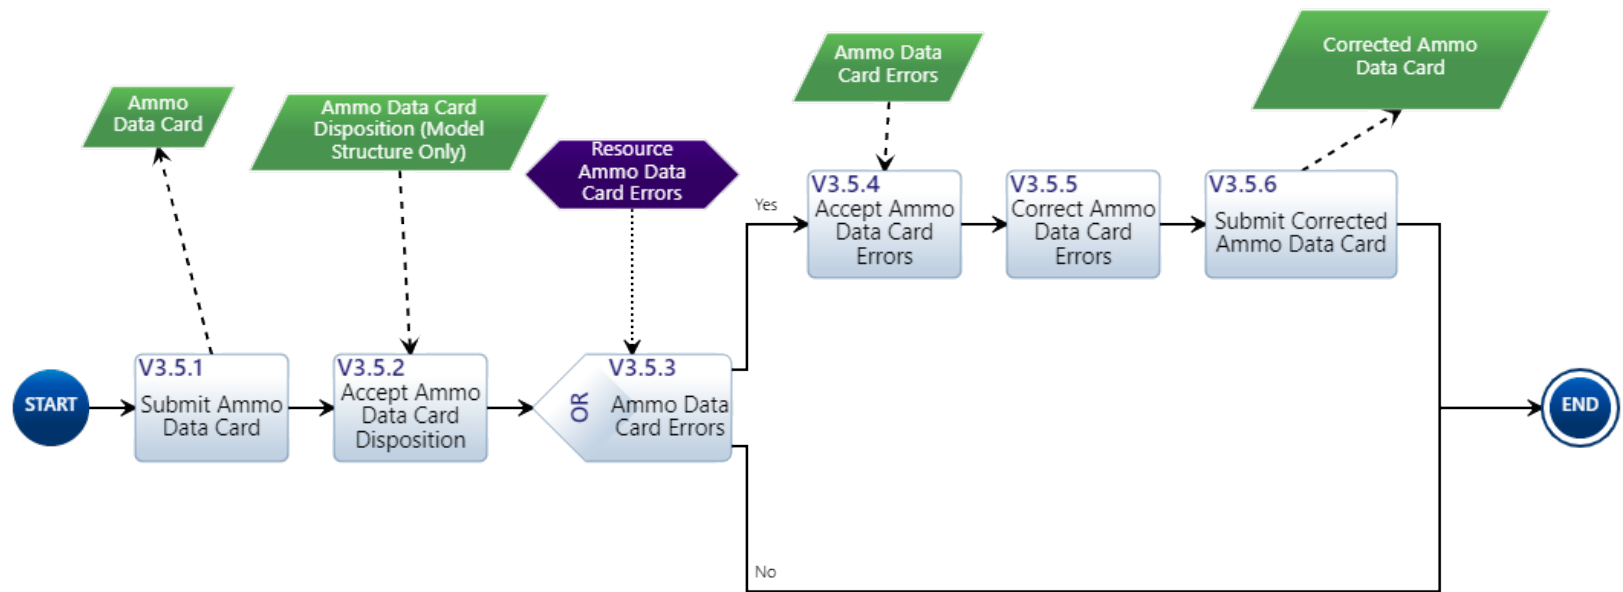 Ammo
Data Card
Ammo Data Card
Disposition (Model
Structure Only)
Resource
Ammo Data
Card Errors
Ammo Data
Card Errors
Corrected Ammo
Data Card
START
V3.5.1
Submit Ammo
Data Card
V3.5.2
Accept Ammo
Data Card
Disposition
OR
V3.5.3
Ammo Data
Card Errors
Yes
V3.5.4
Accept Ammo
Data Card
Errors
V3.5.5
Correct Ammo
Data Card
Errors
V3.5.6
Submit Corrected
Ammo Data Card
No
END